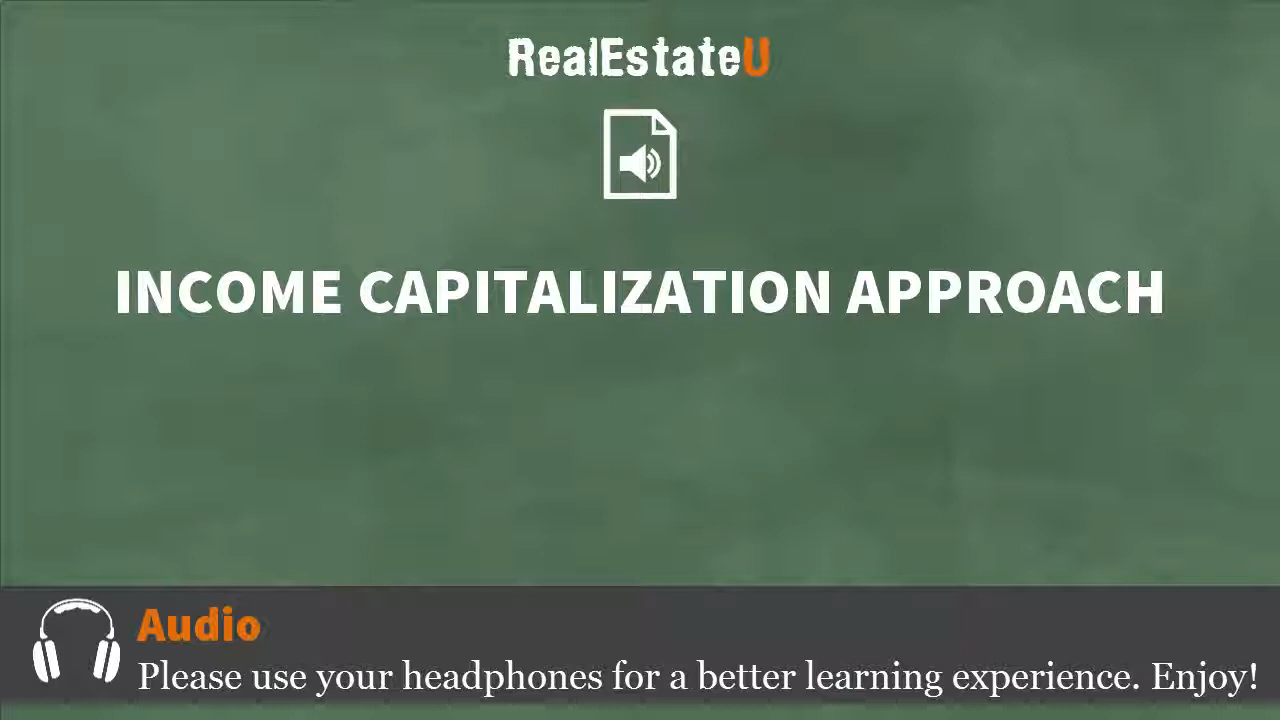 RealEstateU
INCOME CAPITALIZATION APPROACH
Audio
Please use your headphones for a better learning experience. Enjoy!